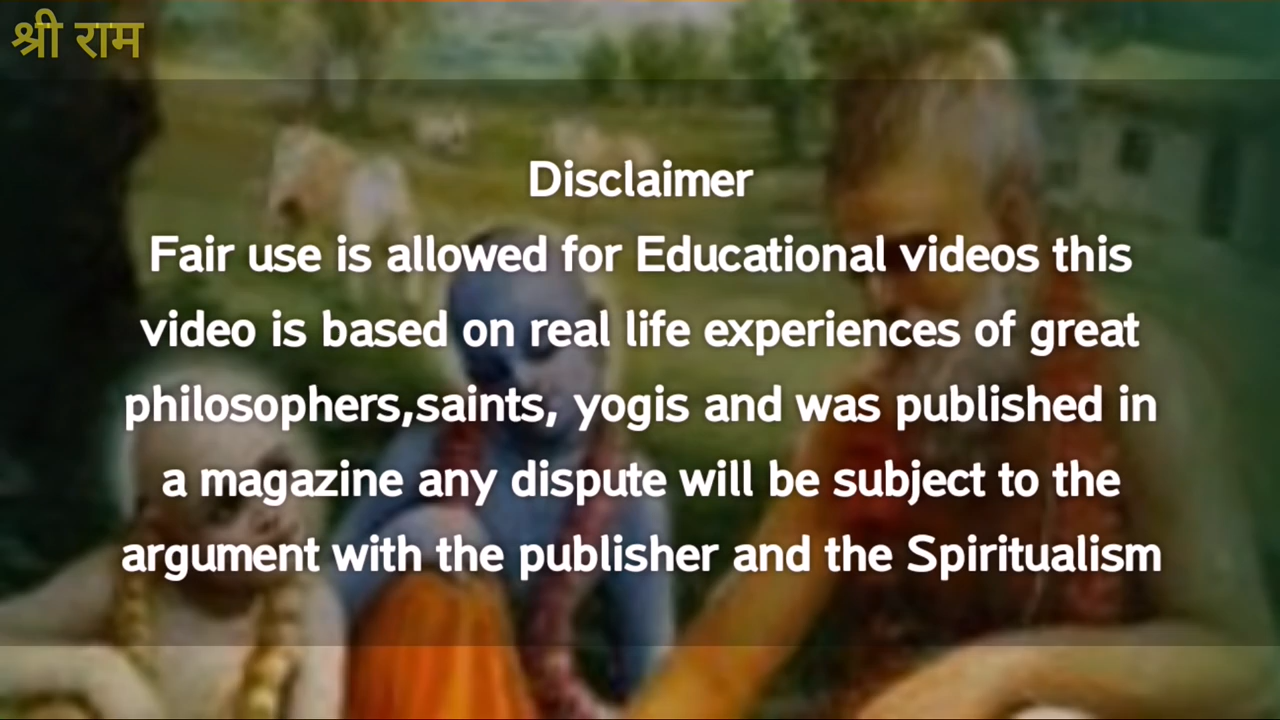 श्री राम
Disclaimer
Fair use is allowed for Educational videos this
video is based on real life experiences of great
philosophers,saints, yogis and was published in
a magazine any dispute will be subject to the
argument with the publisher and the Spiritualism